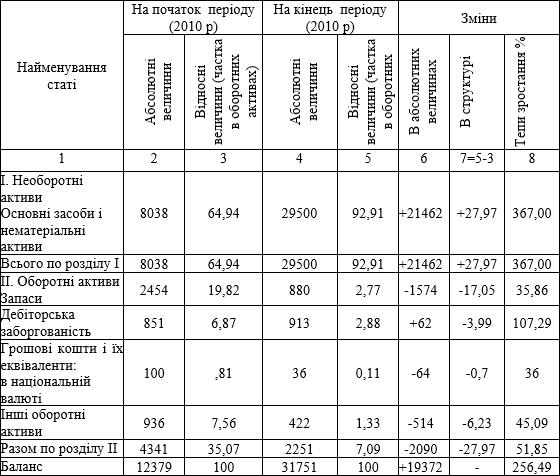 Найменування
статі
На початок періоду
(2010 р)
На кінець періоду
(2010 р)
Зміни
Абсолютні
величини
Відносні
величини (частка
в оборотних
активах)
Абсолютні
величини
Відносні
величини (частка
в оборотних
В абсолютних
величинах
В структурі
Тепи зростання %
1 2 3 4 5 6 7=5-3 8
I. Необоротні
активи
Основні засоби і
нематеріальні
активи
8038 64,94 29500 92,91 +21462 +27,97 367,00
Всього по розділу I 8038 64,94 29500 92,91 +21462 +27,97 367,00
II. Оборотні активи
Запаси
2454 19,82 880 2,77 -1574 -17,05 35,86
Дебіторська
заборгованість
851 6,87 913 2,88 +62 -3,99 107,29
Грошові кошти і їх
еквіваленти:
в національній
валюті
100 ,81 36 0,11 -64 -0,7 36
Інші оборотні
активи
936 7,56 422 1,33 -514 -6,23 45,09
Разом по розділу II 4341 35,07 2251 7,09 -2090 -27,97 51,85
Баланс 12379 100 31751 100 +19372 - 256,49